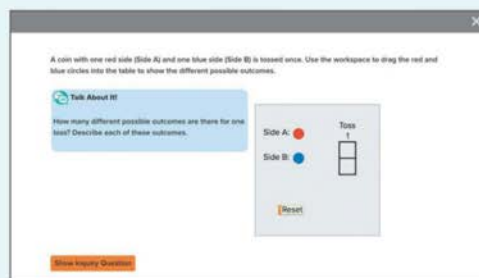 A coin with one red side (Side A) and one blue side (Side B) is tossed once. Use the workspace to drag the red and
blue circles into the table to show the different possible outcomes.
Talk About It!
How many different possible outcomes are there for one
toss? Describe each of these outcomes.
Side A:
Side B:
Toss
1
Reset
Show Inquiry Question